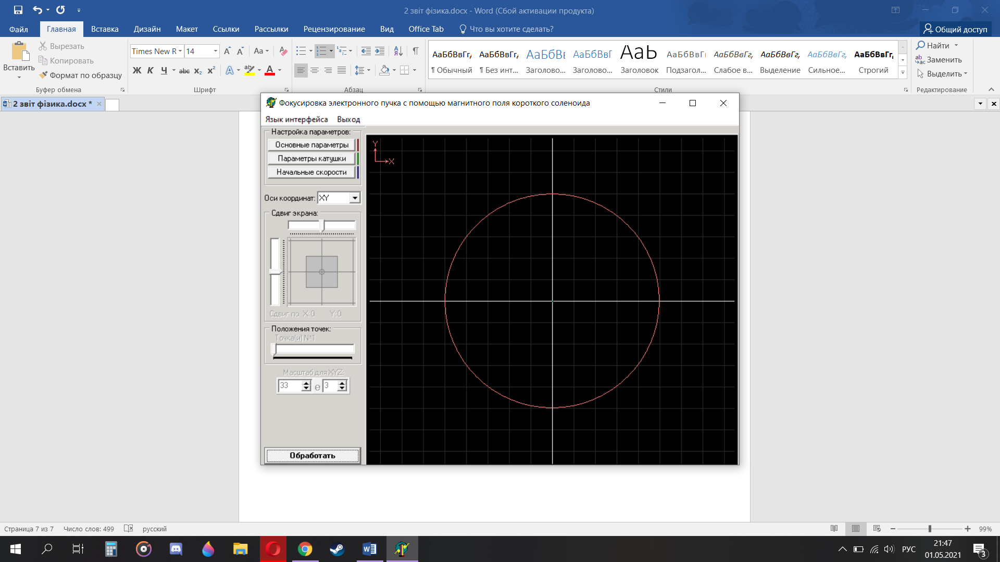 2 звіт фізика.docx - Word (Сбой активации продукта)
Файл Главная Вставка Дизайн Макет Ссылки Рассылки Рецензирование Вид Office Tab Что вы хотите сделать? Общий доступ
Вставить
Вырезать
Копировать
Формат по образцу
Буфер обмена
Times New R 14
Aa
Ж К Ч abc x₂ x² A aby A
Шрифт
Абзац
АаБбВвГг, АаБбВвГг, АаБбВв АаБбВвГ АаЬ АаБбВвГ АаБбВвГг, АаБбВвГг, АаБбВвГг, АаБбВвГг,
¶ Обычный ¶ Без инт... Заголово... Заголово... Заголовок Подзагол... Слабое в... Выделение Сильное... Строгий
Стили
Найти
Заменить
Выделить
Редактирование
2 звіт фізика.docx *
Фокусировка электронного пучка с помощью магнитного поля короткого соленоида
Язык интерфейса Выход
Настройка параметров:
Основные параметры
Параметры катушки
Начальные скорости
Оси координат: XY
Сдвиг экрана:
Сдвиг по X:0 Y:0
Положения точек:
Точка(и) №1
Масштаб для XYZ:
33 e 3
Обработать
Y
X
Страница 7 из 7 Число слов: 499 русский 99%
РУС
21:47
01.05.2021
3